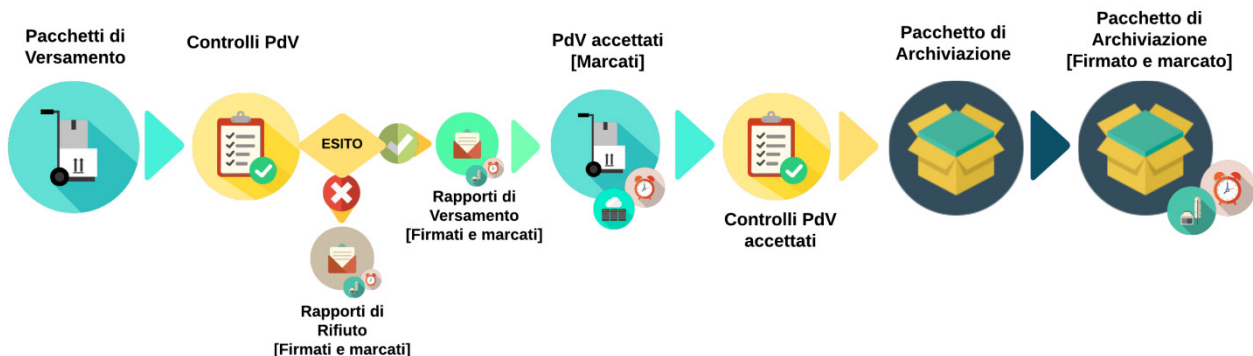 Pacchetti di
Versamento
Controlli PdV
ESITO
Rapporti di
Rifiuto
[Firmati e marcati]
Rapporti di
Versamento
[Firmati e marcati]
PdV accettati
[Marcati]
Controlli PdV
accettati
Pacchetto di
Archiviazione
Pacchetto di
Archiviazione
[Firmato e marcato]